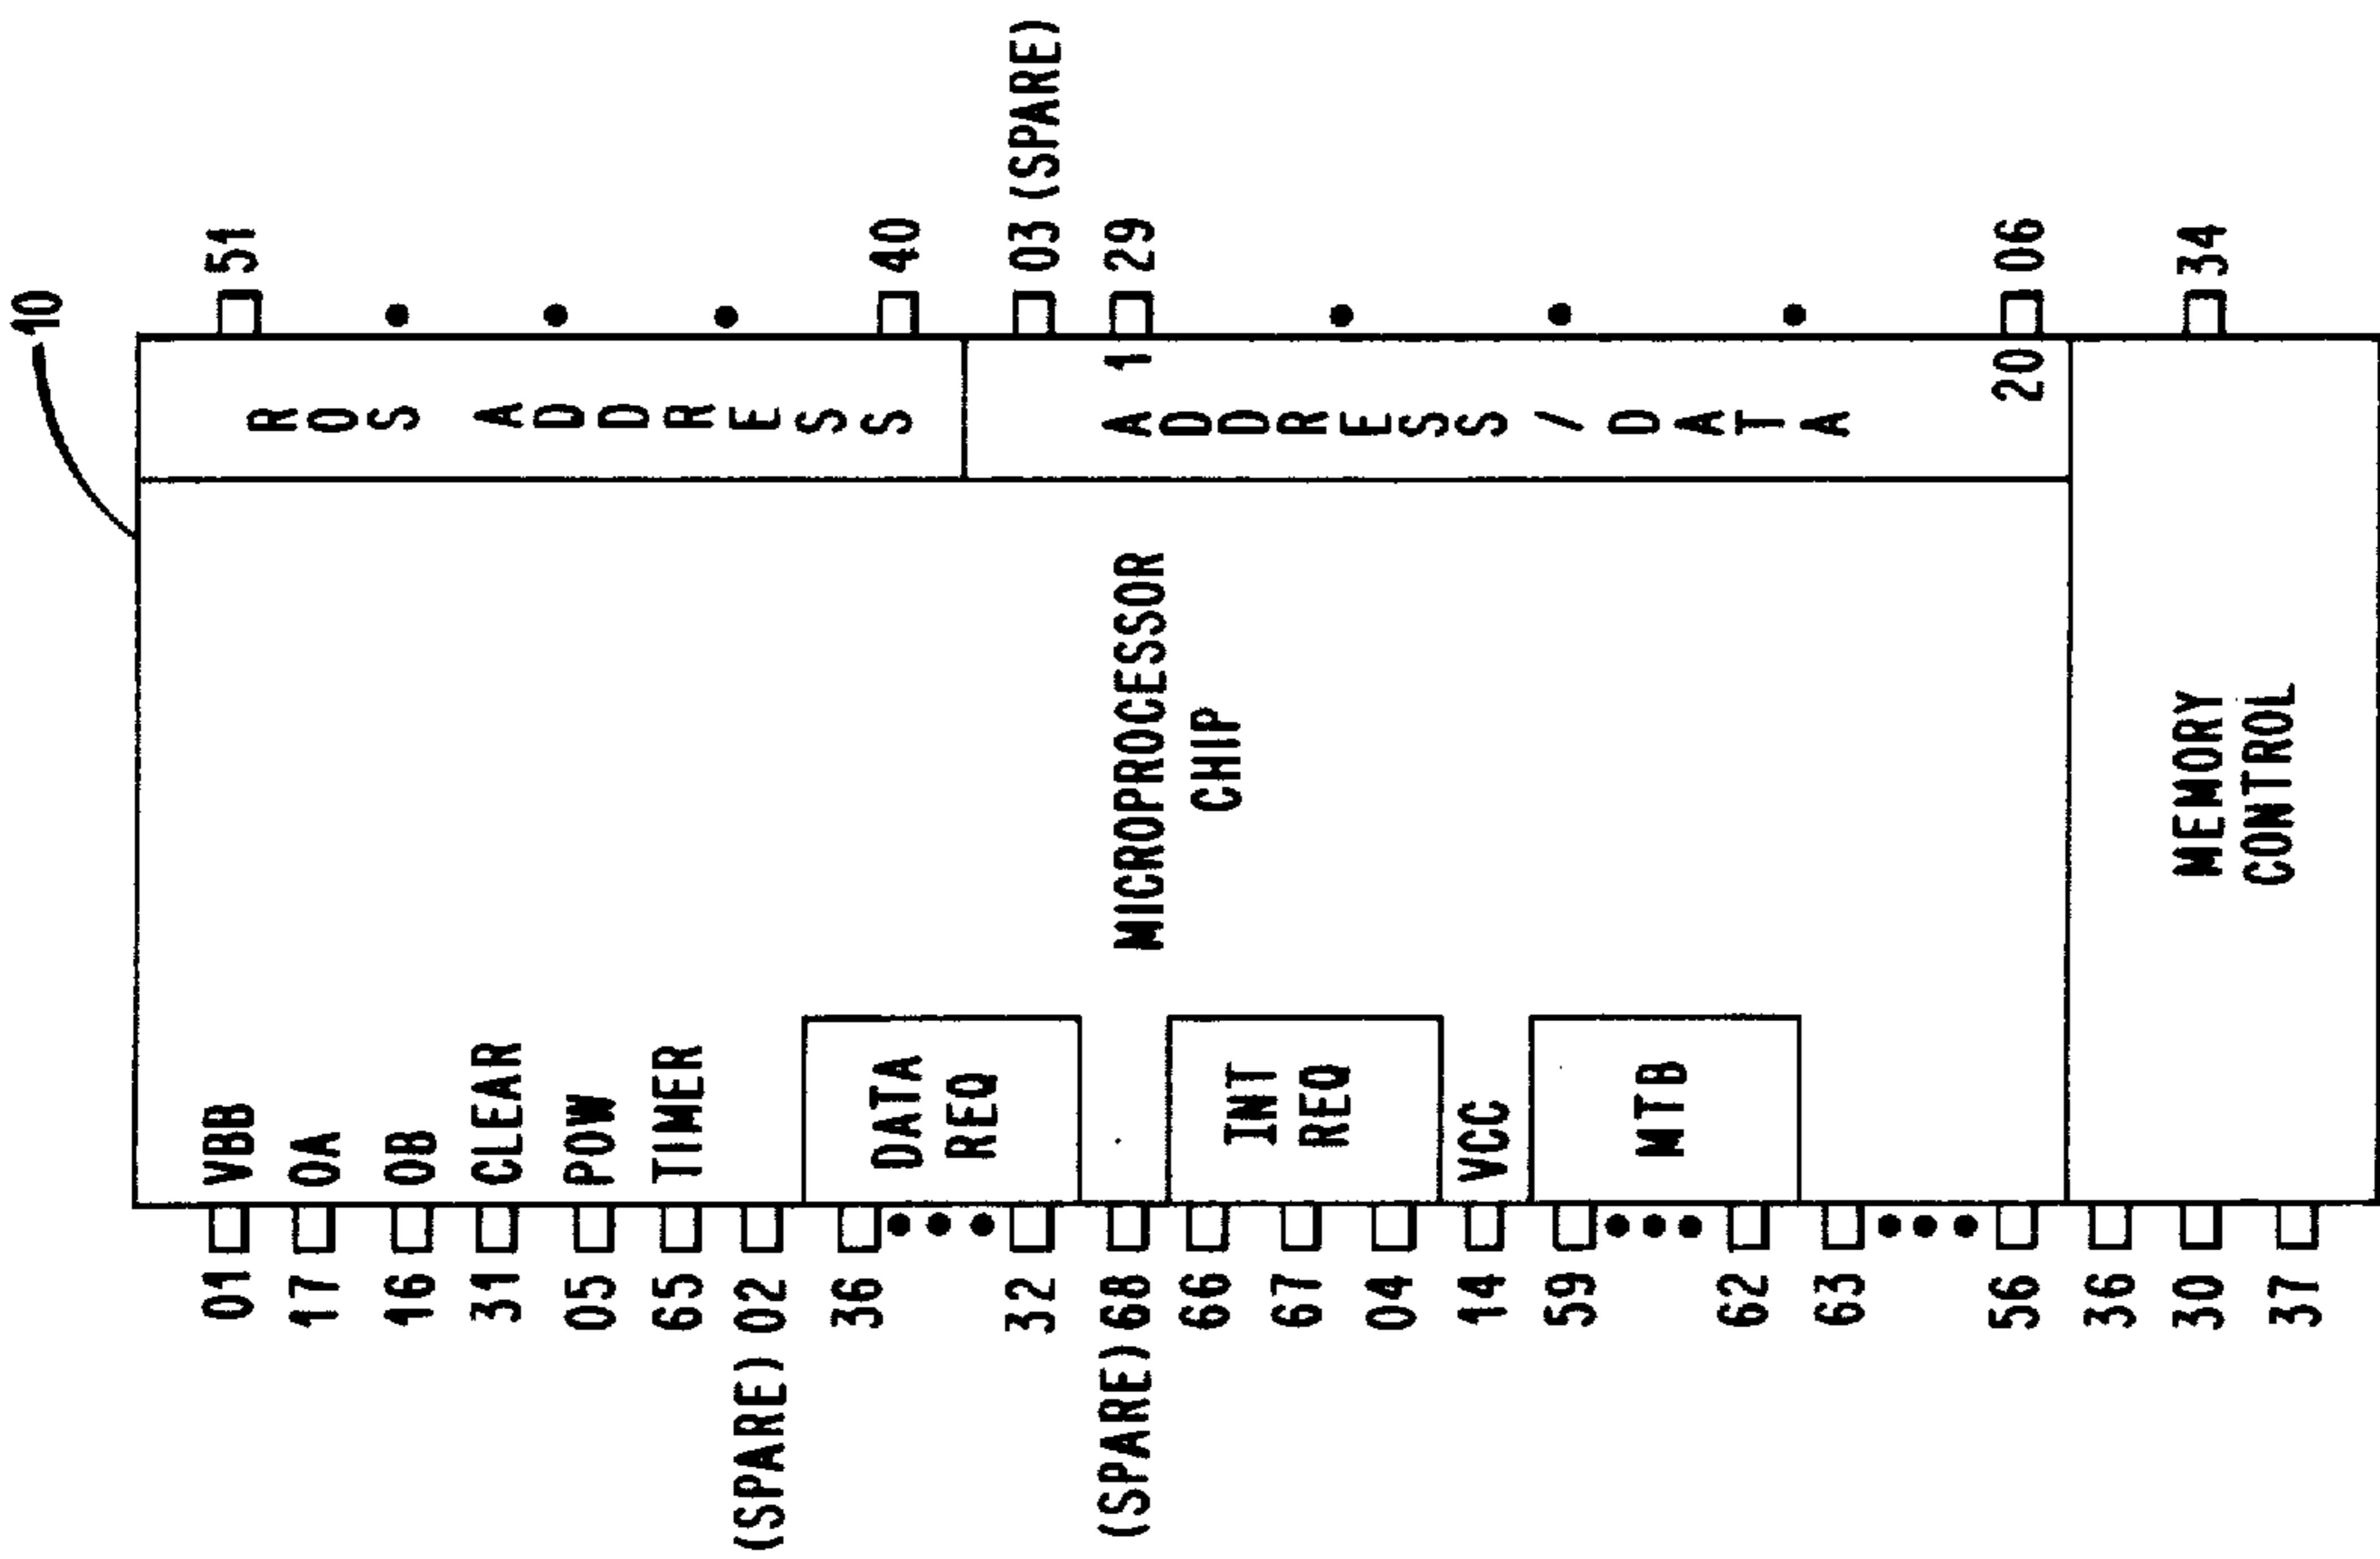 10
01 VBB
17 OA
16 OB
31 CLEAR
05 POW
65 TIMER
(SPARE) 02
36
DATA
REQ
32
(SPARE) 68
66
67
04
INT
REQ
14 VCC
59
MTB
62
63
56
36
30
37
MICROPROCESSOR
CHIP
MEMORY
CONTROL
ROS ADDRESS
51
40
03 (SPARE)
1 29
ADDRESS/DATA
20 06
34